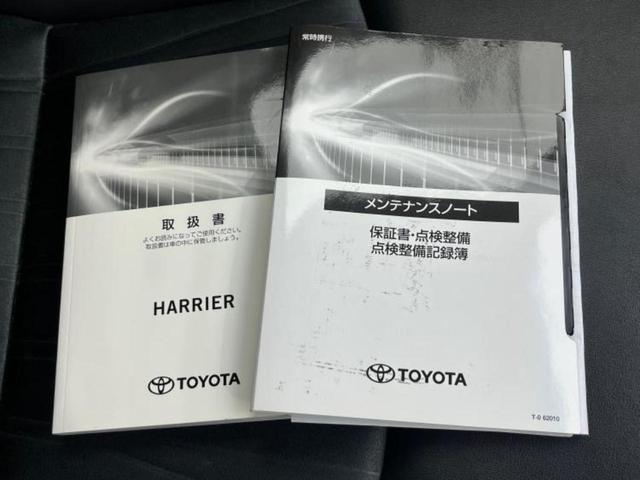 取扱書
よくお読みになってご使用ください。
取扱書は車の中に保管しましょう。
HARRIER
TOYOTA
常時携行
メンテナンスノート
保証書・点検整備
点検整備記録簿
TOYOTA
T-0 62010